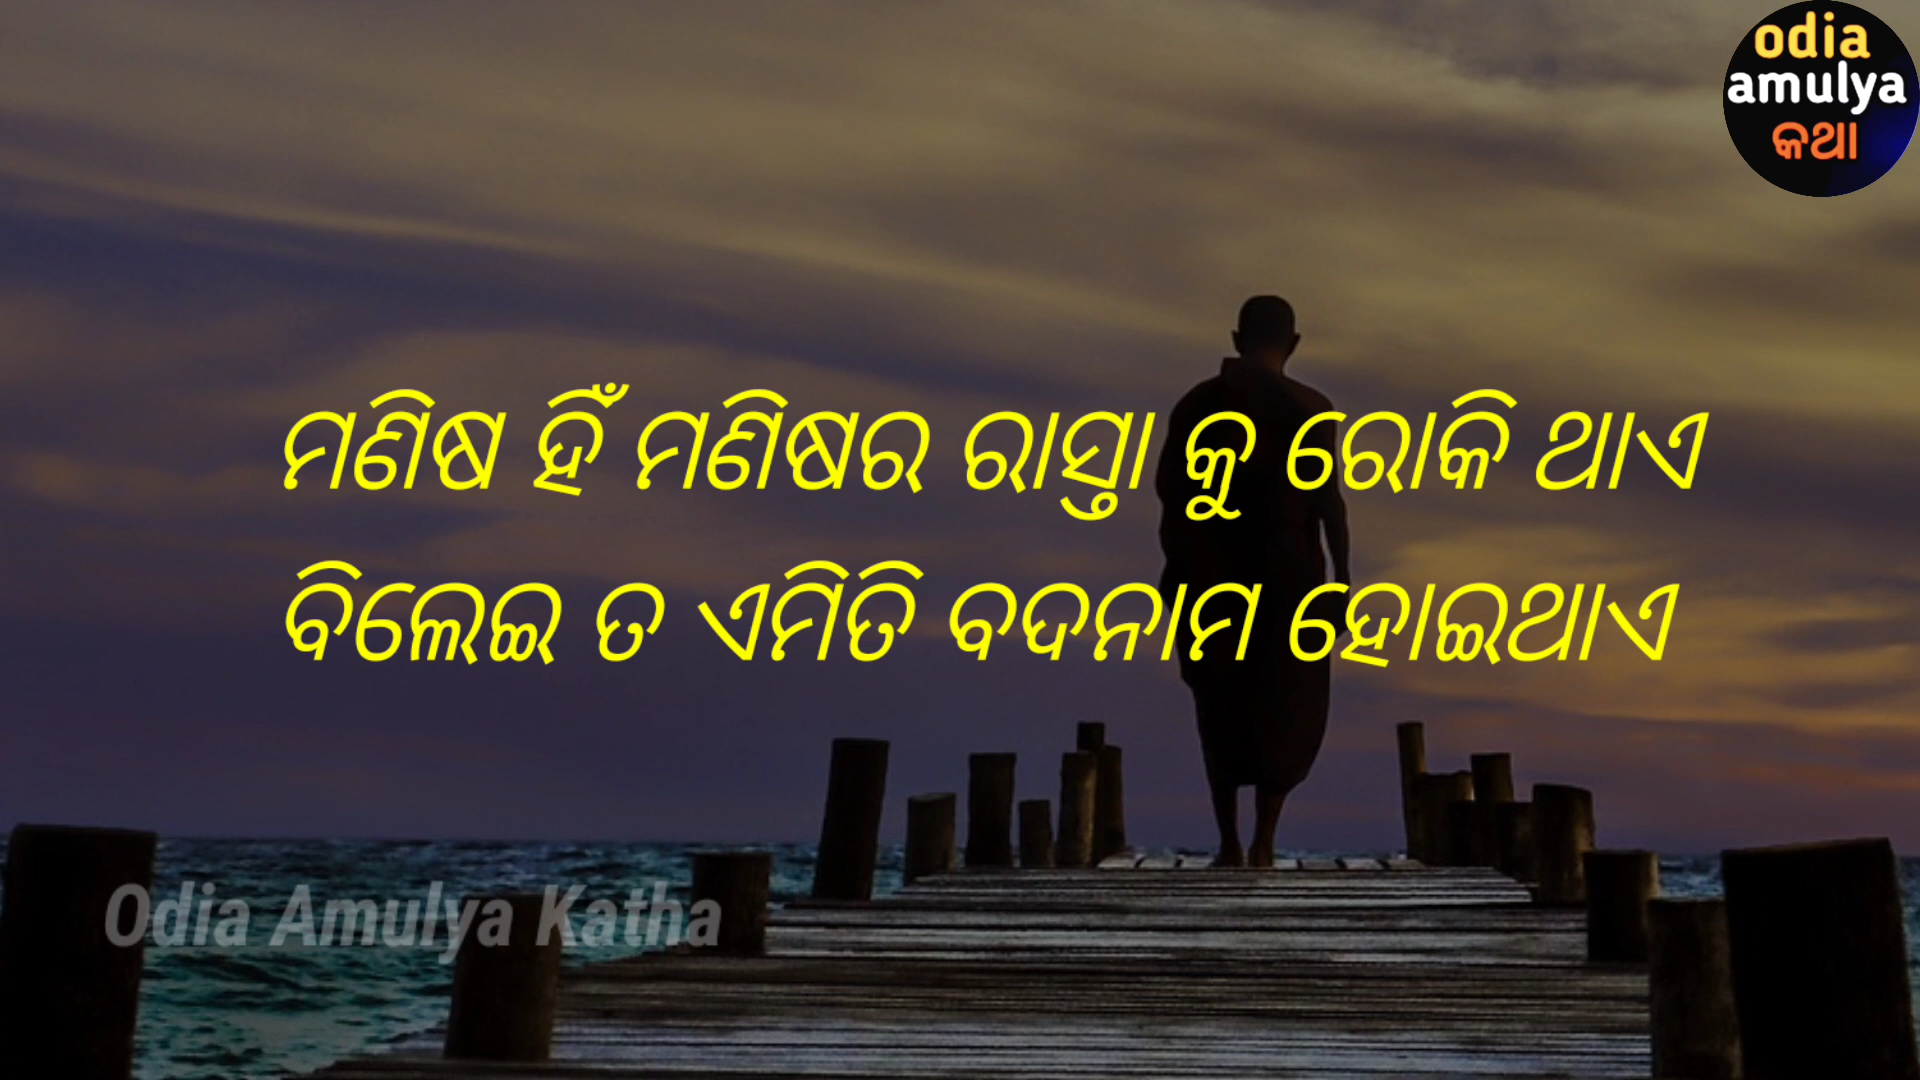 odia
amulya
କଥା
ମଣିଷ ହିଁ ମଣିଷର ରାସ୍ତା କୁ ରୋକି ଥାଏ
ବିଲେଇ ତ ଏମିତି ବଦନାମ ହୋଇଥାଏ
Odia Amulya Katha